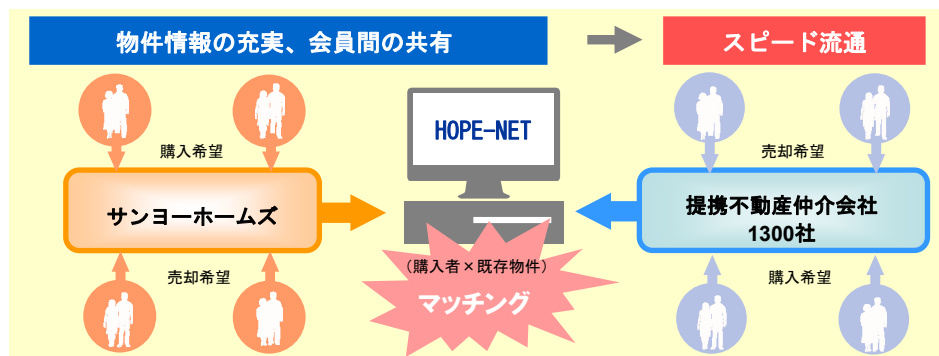 物件情報の充実、会員間の共有
スピード流通
HOPE-NET
購入希望
売却希望
サンヨーホームズ
提携不動産仲介会社
1300社
（購入者×既存物件）
マッチング
売却希望
購入希望